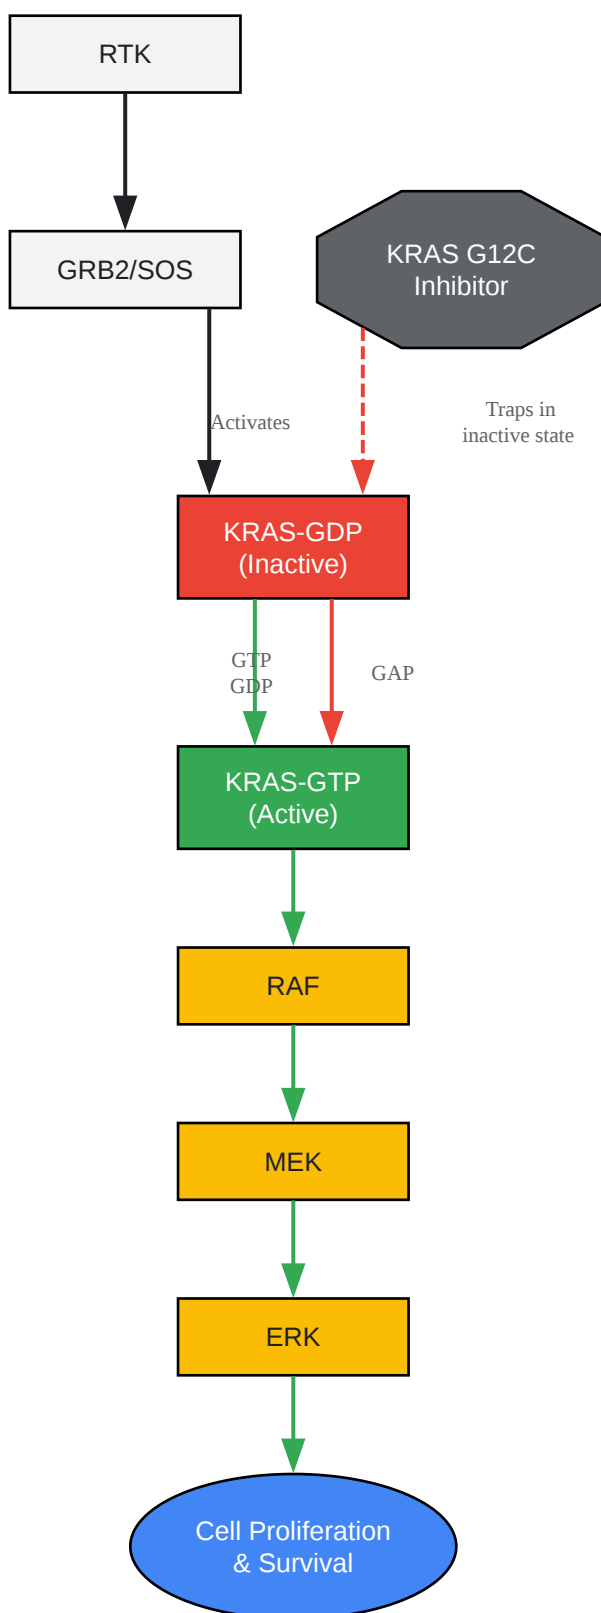 RTK
GRB2/SOS
KRAS G12C
Inhibitor
Activates
Traps in
inactive state
KRAS-GDP
(Inactive)
GTP
GDP
GAP
KRAS-GTP
(Active)
RAF
MEK
ERK
Cell Proliferation
& Survival